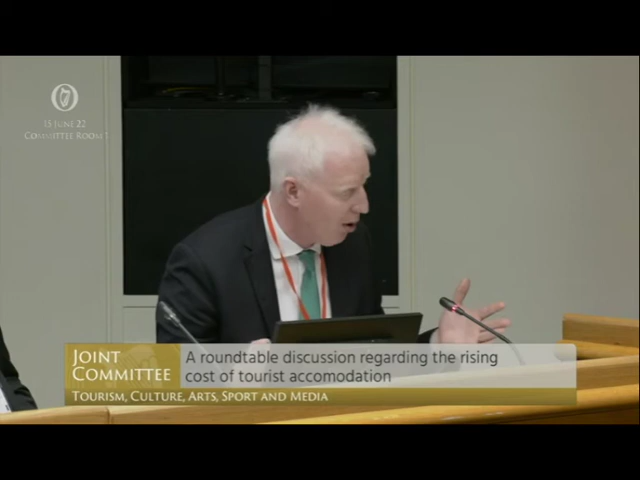 15 June 22
Committee Room 1
Joint
Committee
A roundtable discussion regarding the rising
cost of tourist accomodation
Tourism, Culture, Arts, Sport and Media